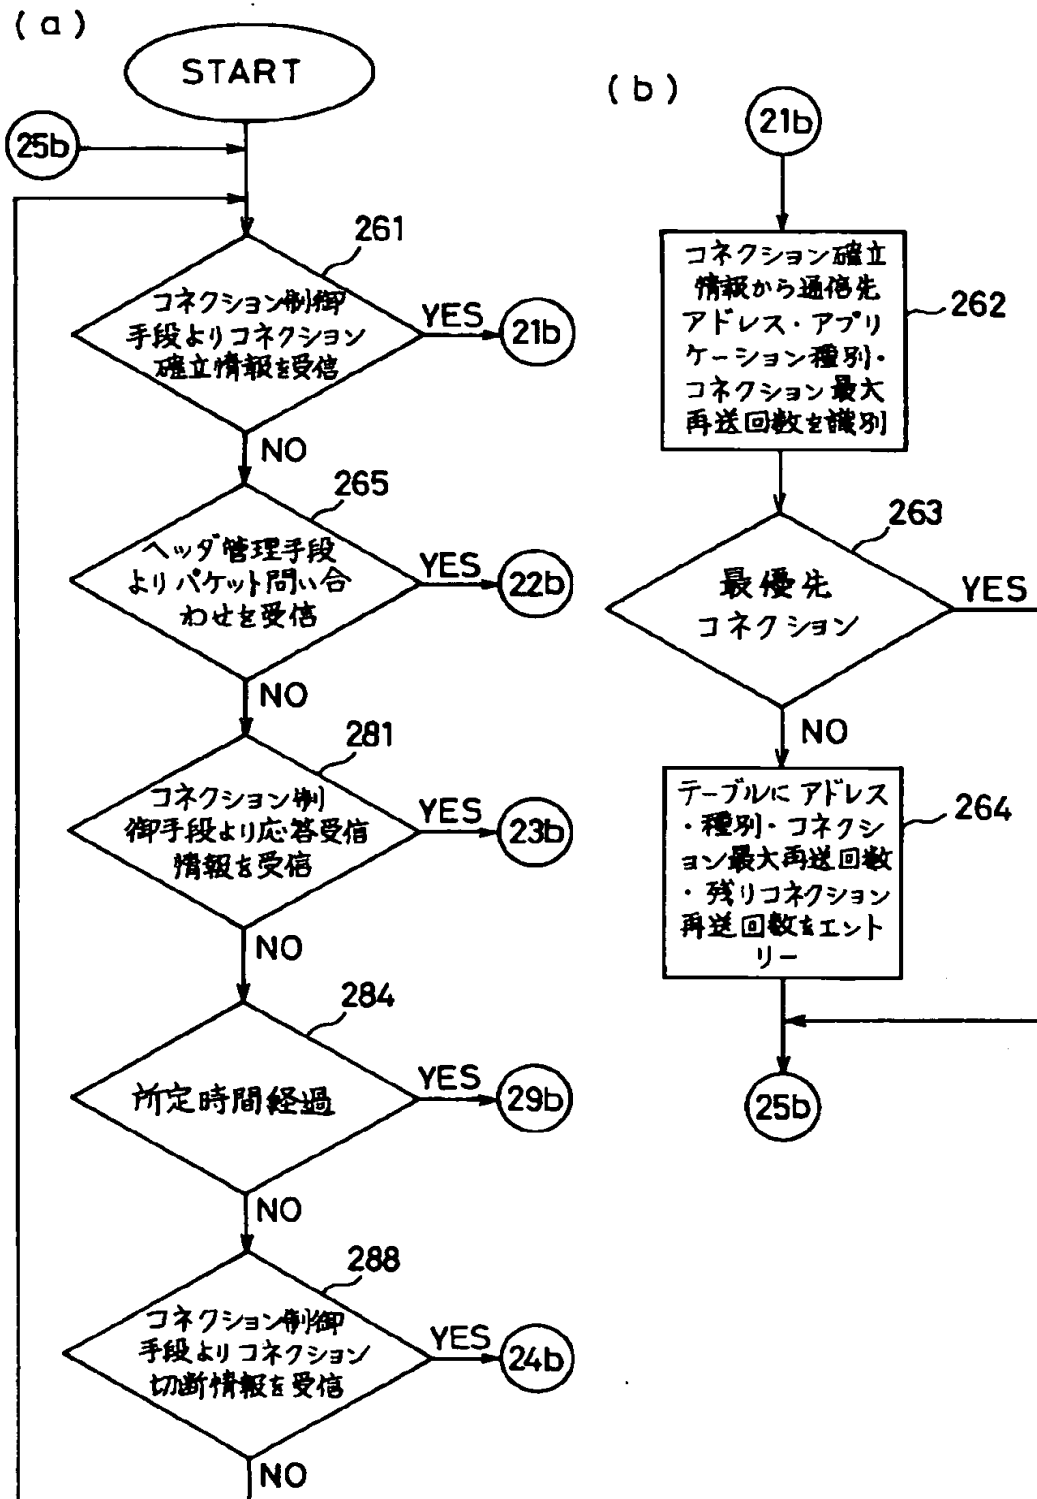 (a)
START
25b
261
コネクション制御
手段よりコネクション
確立情報を受信
YES
21b
NO
265
ヘッダ管理手段
よりパケット問い合
わせを受信
YES
22b
NO
281
コネクション制
御手段より応答受信
情報を受信
YES
23b
NO
284
所定時間経過
YES
29b
NO
288
コネクション制御
手段よりコネクション
切断情報を受信
YES
24b
NO
(b)
21b
コネクション確立
情報から通信先
アドレス・アプリ
ケーション種別・
コネクション最大
再送回数を識別
262
263
最優先
コネクション
YES
NO
テーブルにアドレス
・種別・コネクシ
ョン最大再送回数
・残りコネクション
再送回数をエント
リー
264
25b